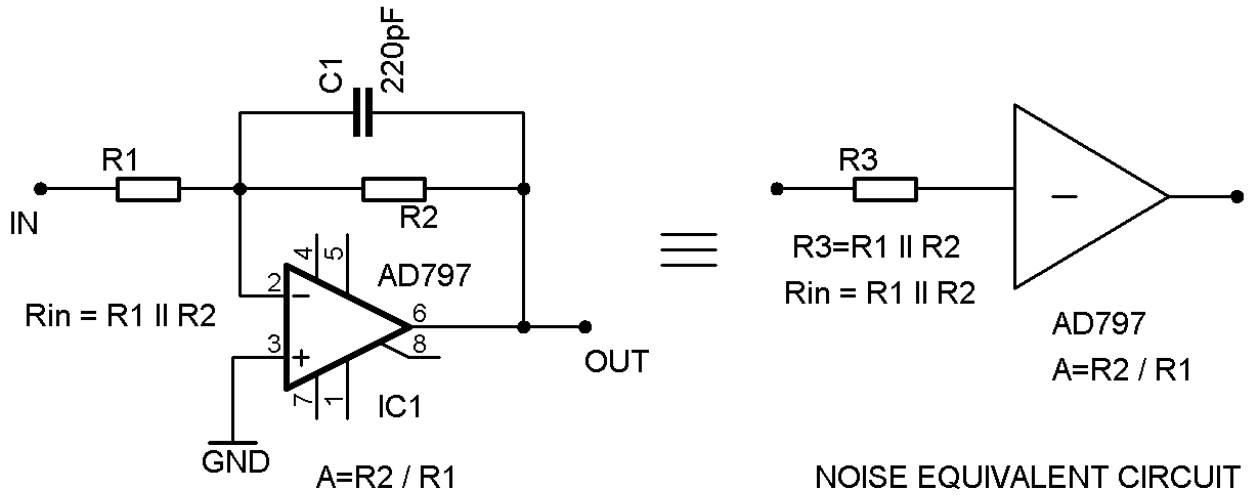 C1
220pF
R1
IN
R2
Rin = R1 II R2
AD797
2
3
4
5
6
7
8
1
−
+
IC1
OUT
GND
A=R2 / R1
R3
−
R3=R1 II R2
Rin = R1 II R2
AD797
A=R2 / R1
NOISE EQUIVALENT CIRCUIT